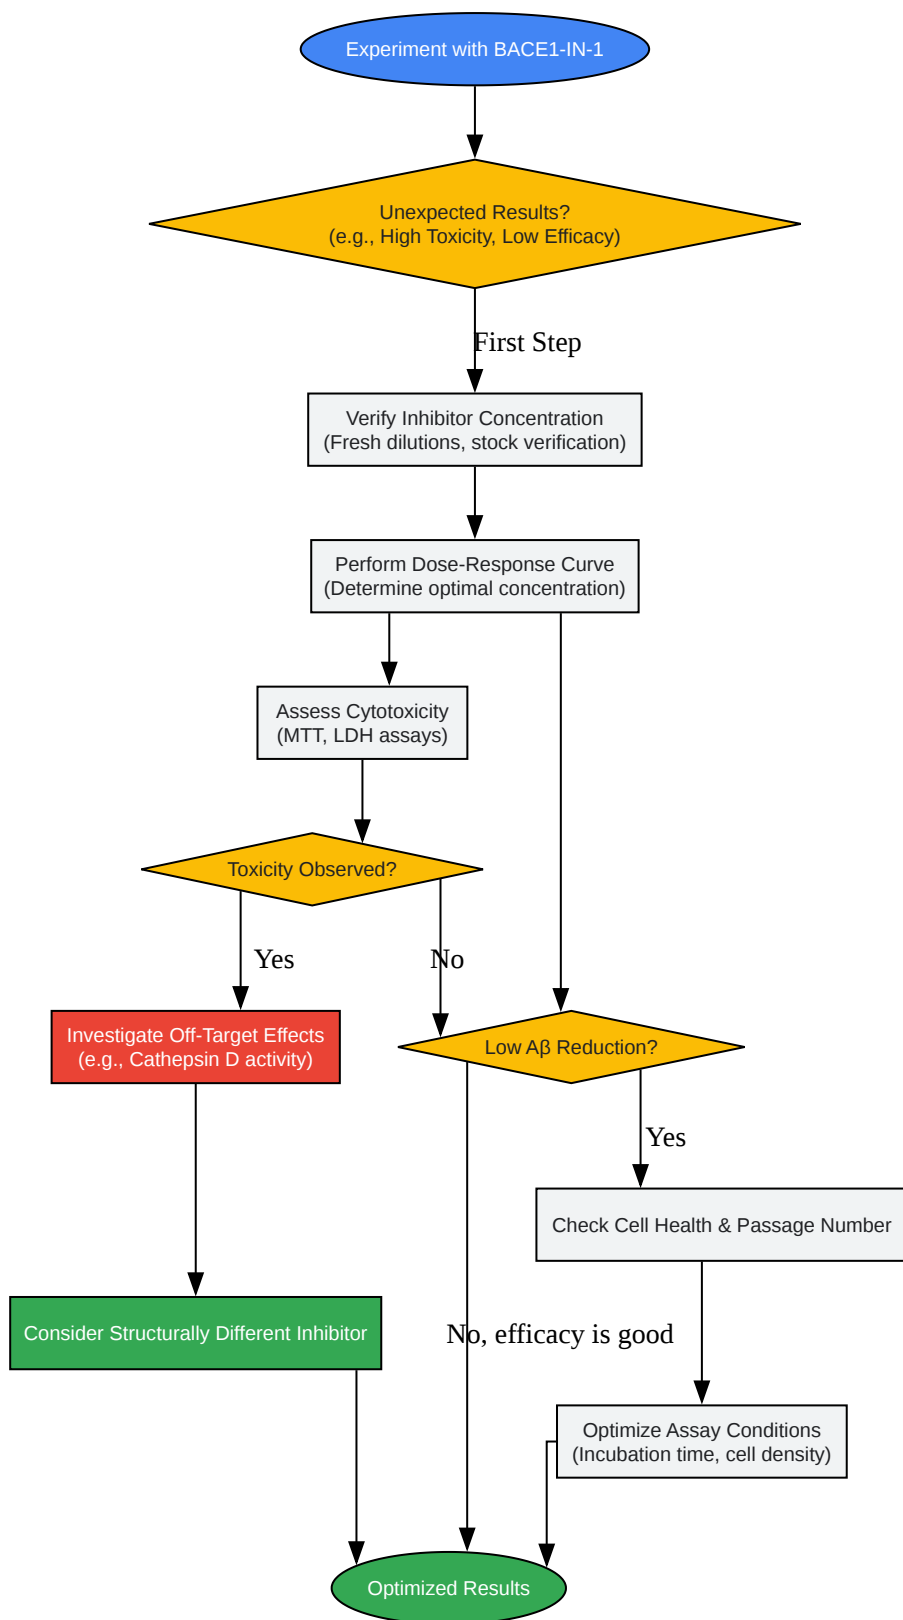 Experiment with BACE1-IN-1
Unexpected Results?
(e.g., High Toxicity, Low Efficacy)
First Step
Verify Inhibitor Concentration
(Fresh dilutions, stock verification)
Perform Dose-Response Curve
(Determine optimal concentration)
Assess Cytotoxicity
(MTT, LDH assays)
Toxicity Observed?
Yes
No
Investigate Off-Target Effects
(e.g., Cathepsin D activity)
Low Aβ Reduction?
Yes
Check Cell Health & Passage Number
Consider Structurally Different Inhibitor
No, efficacy is good
Optimize Assay Conditions
(Incubation time, cell density)
Optimized Results